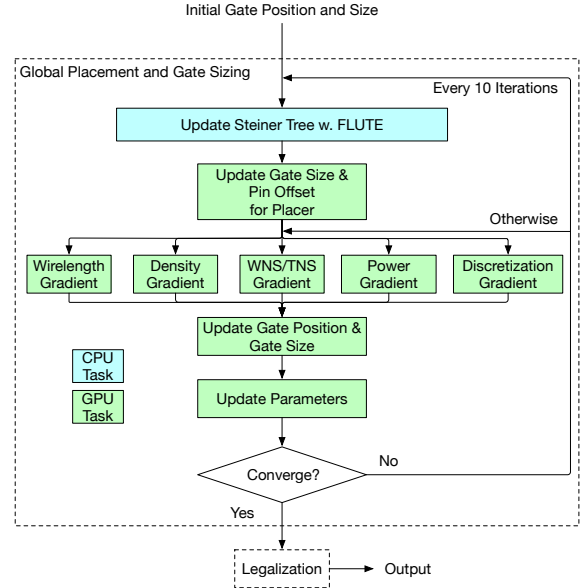 Initial Gate Position and Size
Global Placement and Gate Sizing
Every 10 Iterations
Update Steiner Tree w. FLUTE
Update Gate Size &
Pin Offset
for Placer
Otherwise
Wirelength
Gradient
Density
Gradient
WNS/TNS
Gradient
Power
Gradient
Discretization
Gradient
Update Gate Position &
Gate Size
CPU
Task
GPU
Task
Update Parameters
Converge?
No
Yes
Legalization
Output